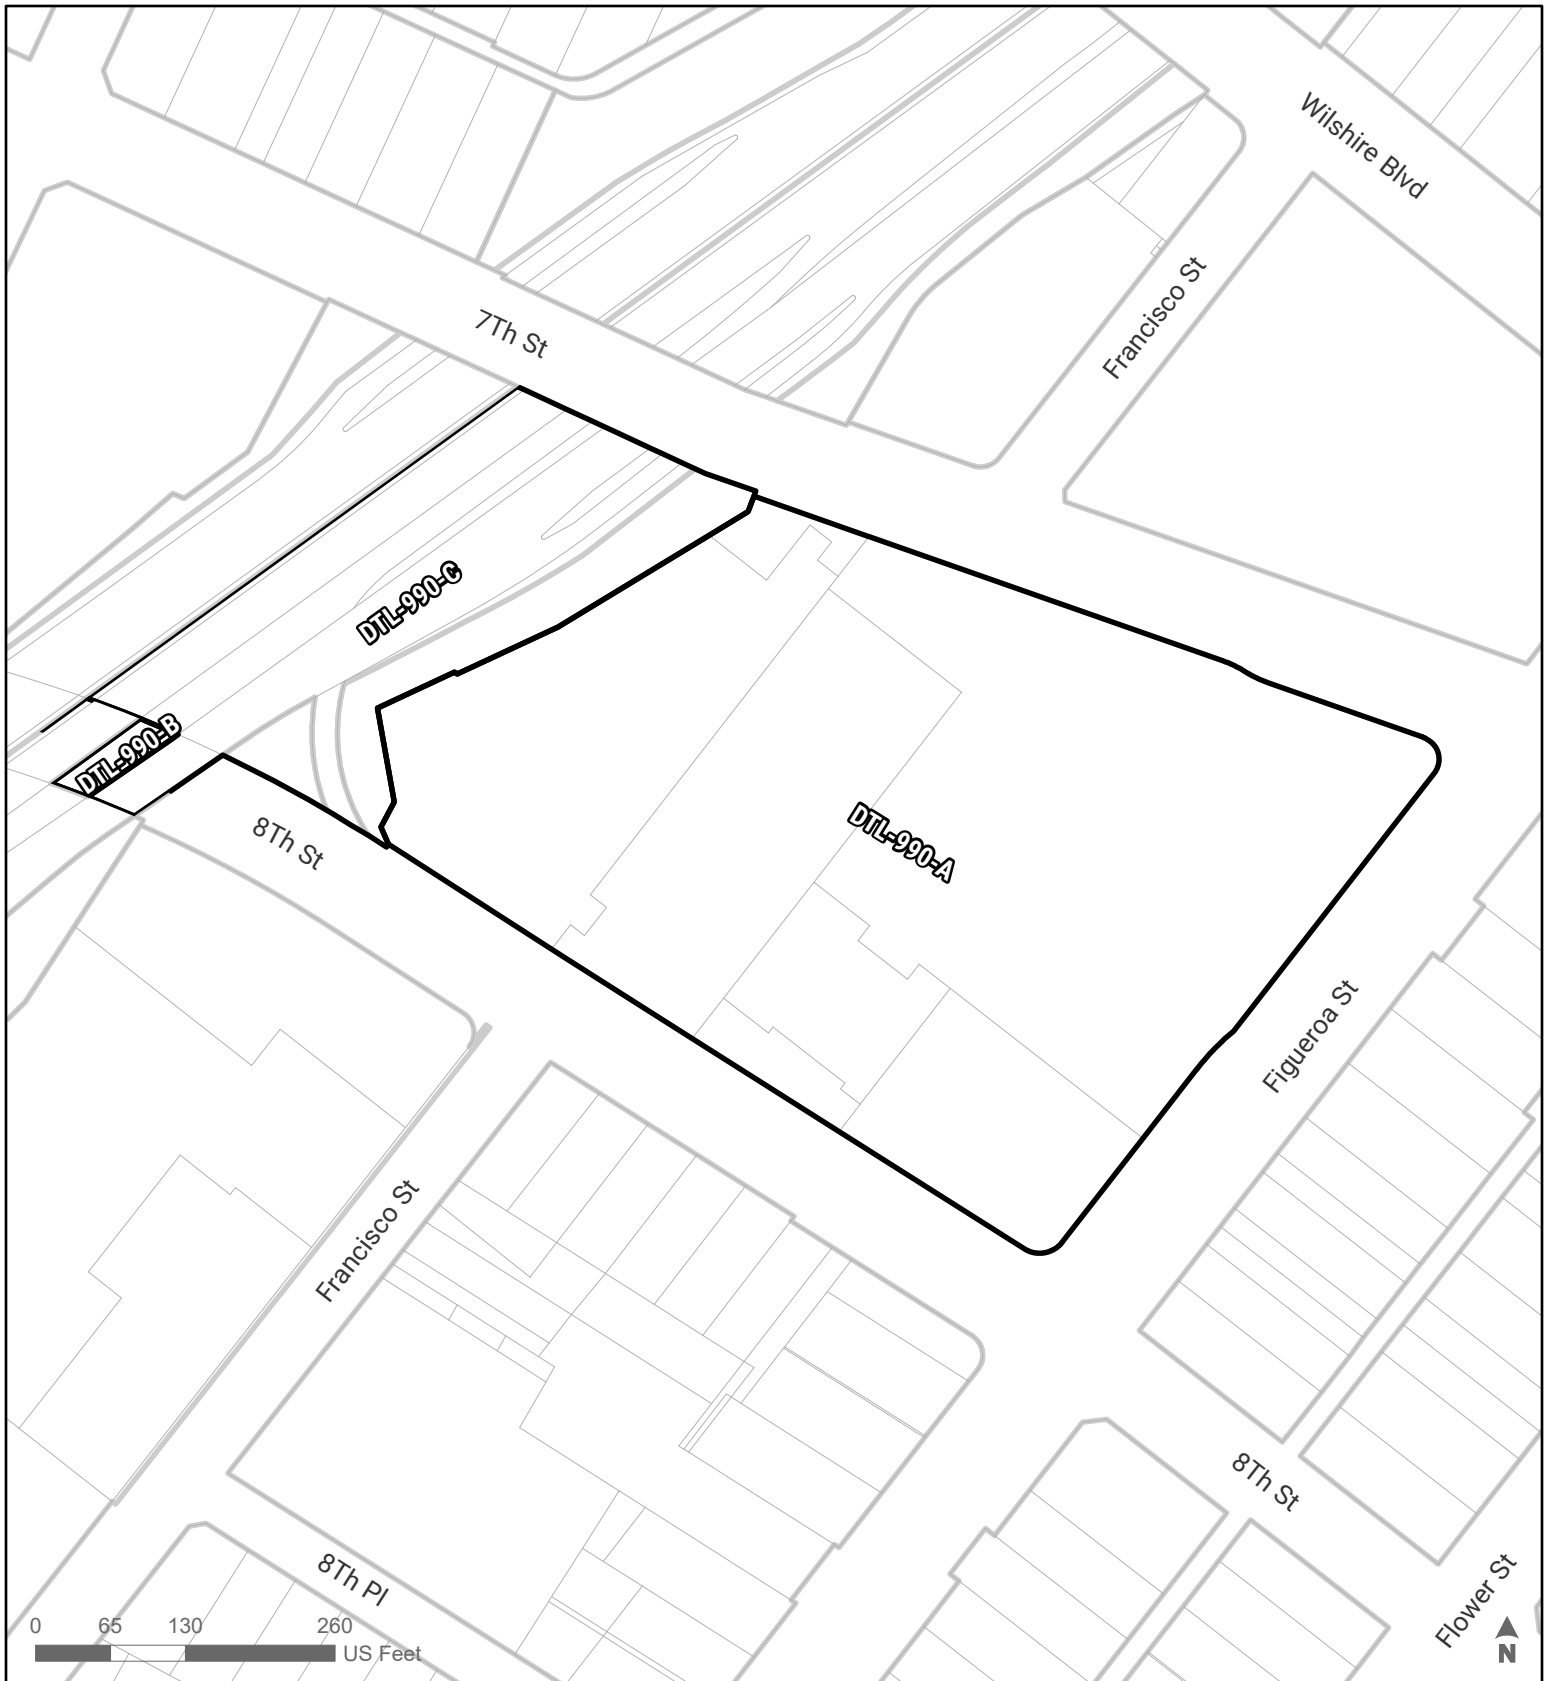 Wilshire Blvd
Francisco St
7Th St
DTL-990-C
DTL-990-B
8Th St
DTL-990-A
Figueroa St
Francisco St
8Th St
8Th Pl
Flower St
0 65 130 260
US Feet
N